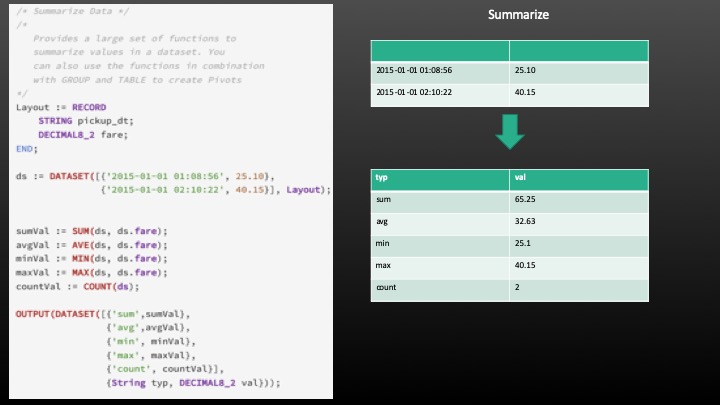 /* Summarize Data */
/*
Provides a large set of functions to
summarize values in a dataset. You
can also use the functions in combination
with GROUP and TABLE to create Pivots
*/
Layout := RECORD
STRING pickup_dt;
DECIMAL8_2 fare;
END;
ds := DATASET([{'2015-01-01 01:08:56', 25.10},
{'2015-01-01 02:10:22', 40.15}], Layout);
sumVal := SUM(ds, ds.fare);
avgVal := AVE(ds, ds.fare);
minVal := MIN(ds, ds.fare);
maxVal := MAX(ds, ds.fare);
countVal := COUNT(ds);
OUTPUT(DATASET([{'sum',sumVal},
{'avg',avgVal},
{'min', minVal},
{'max', maxVal},
{'count', countVal}],
{String typ, DECIMAL8_2 val}));
Summarize
2015-01-01 01:08:56 25.10
2015-01-01 02:10:22 40.15
typ val
sum 65.25
avg 32.63
min 25.1
max 40.15
count 2